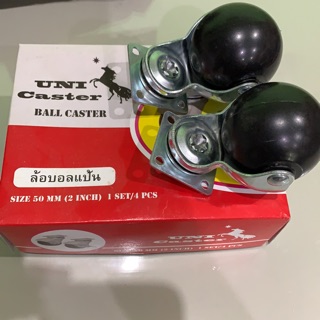 UNI
Caster
BALL CASTER
ล้อบอลแป้น
SIZE 50 MM (2 INCH) 1 SET/4 PCS
UNI
Caster